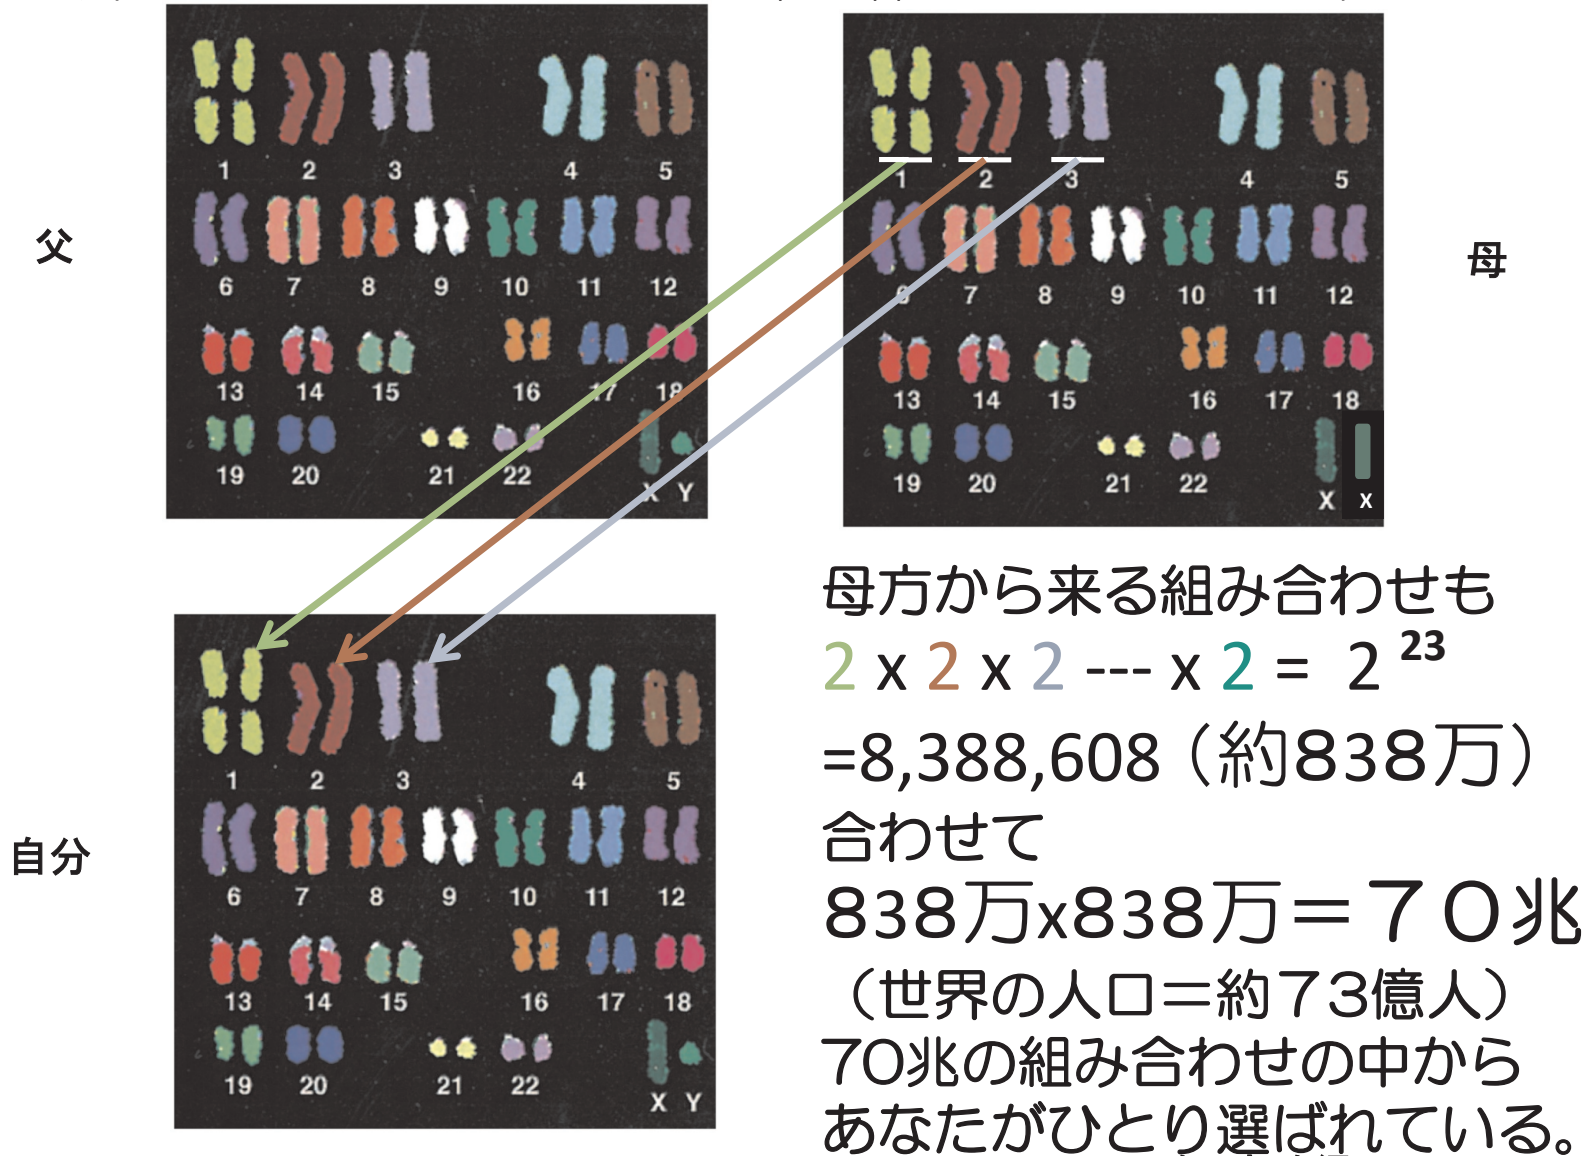 父
1 2 3 4 5
6 7 8 9 10 11 12
13 14 15 16 17 18
19 20 21 22 X Y
母
1 2 3 4 5
6 7 8 9 10 11 12
13 14 15 16 17 18
19 20 21 22 X X
自分
1 2 3 4 5
6 7 8 9 10 11 12
13 14 15 16 17 18
19 20 21 22 X Y
母方から来る組み合わせも
2 x 2 x 2 --- x 2 = 2 ²³
=8,388,608（約８３８万）
合わせて
８３８万x８３８万＝７０兆
（世界の人口＝約７３億人）
70兆の組み合わせの中から
あなたがひとり選ばれている。